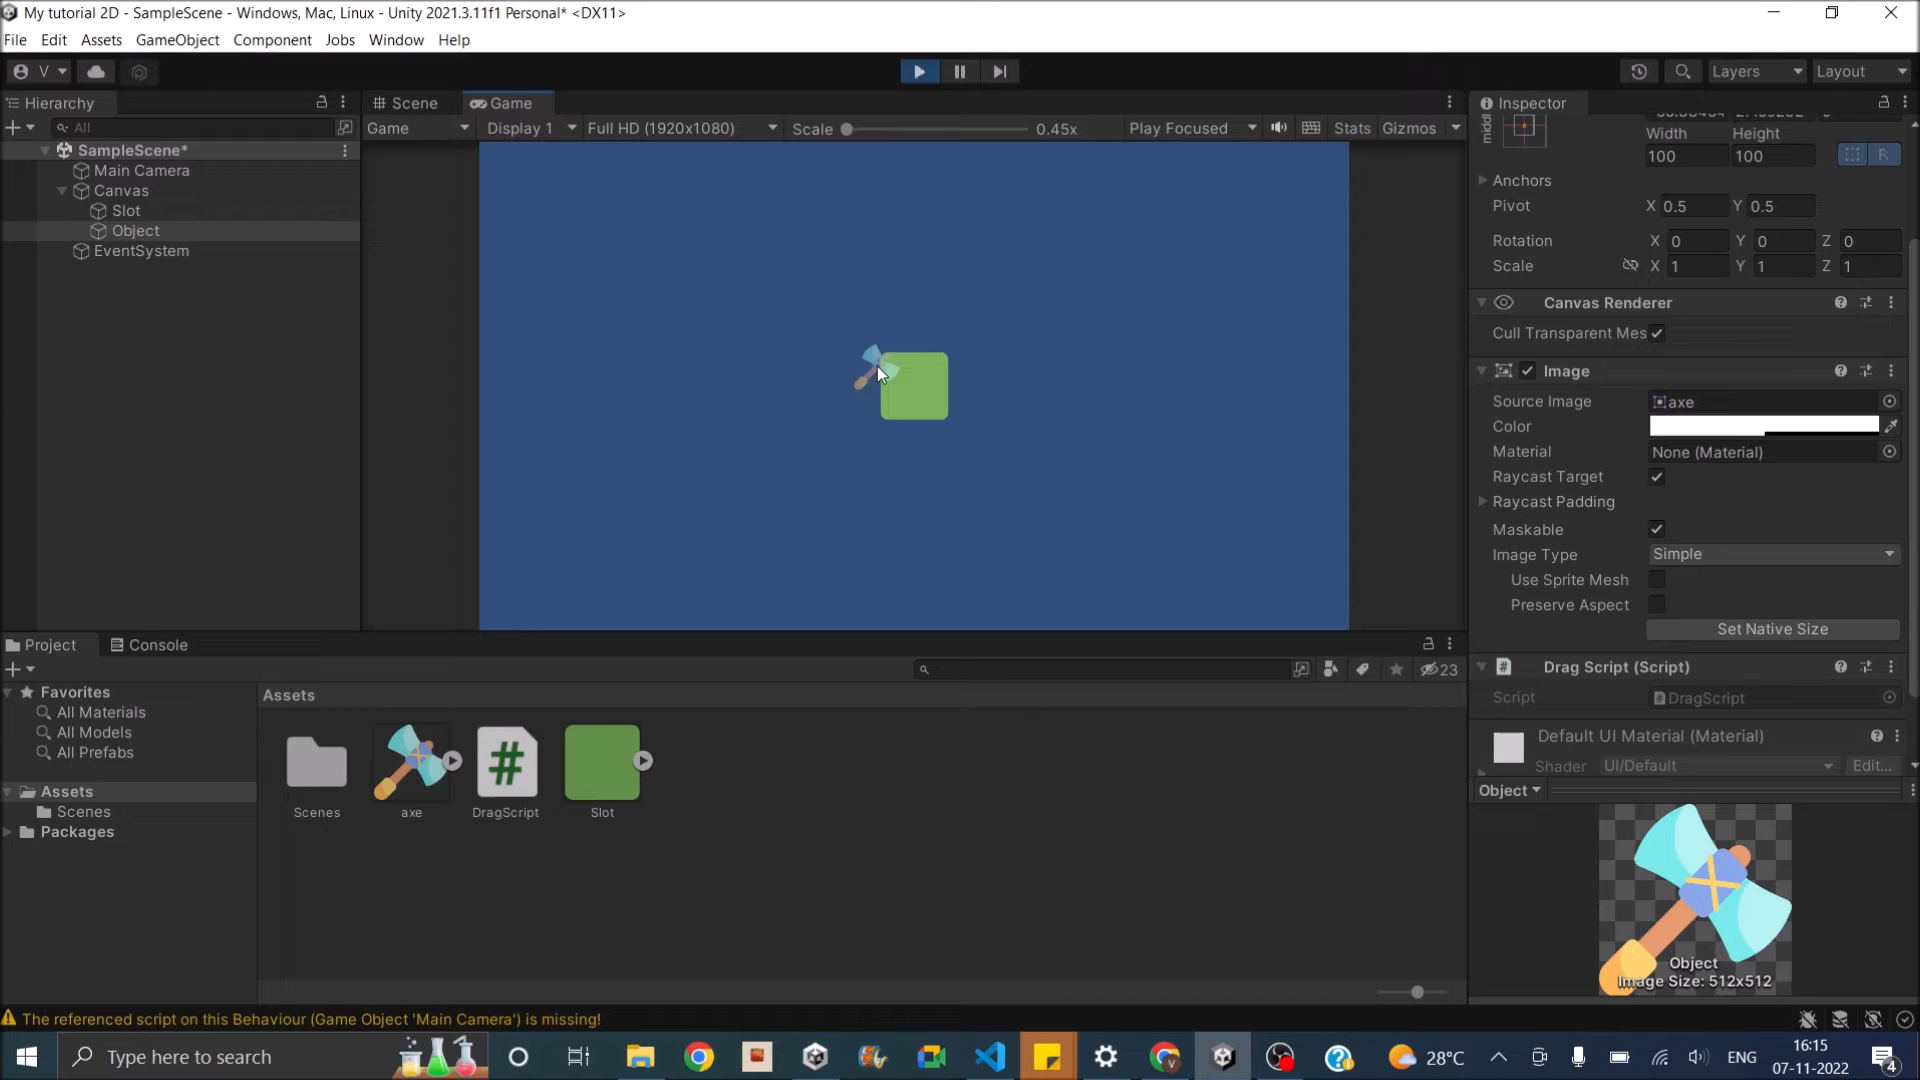 My tutorial 2D - SampleScene - Windows, Mac, Linux - Unity 2021.3.11f1 Personal* <DX11>
File Edit Assets GameObject Component Jobs Window Help
V
Layers Layout
Hierarchy
All
SampleScene*
Main Camera
Canvas
Slot
Object
EventSystem
Scene Game
Game Display 1 Full HD (1920x1080) Scale 0.45x Play Focused Stats Gizmos
Inspector
Width Height
100 100 R
Anchors
Pivot X 0.5 Y 0.5
Rotation X 0 Y 0 Z 0
Scale X 1 Y 1 Z 1
Canvas Renderer
Cull Transparent Mes
Image
Source Image axe
Color
Material None (Material)
Raycast Target
Raycast Padding
Maskable
Image Type Simple
Use Sprite Mesh
Preserve Aspect
Set Native Size
Drag Script (Script)
Script DragScript
Default UI Material (Material)
Shader UI/Default Edit...
Object
Object
Image Size: 512x512
Project Console
23
Favorites
All Materials
All Models
All Prefabs
Assets
Scenes
Packages
Assets
Scenes axe DragScript Slot
The referenced script on this Behaviour (Game Object 'Main Camera') is missing!
Type here to search
28°C ENG
16:15
07-11-2022
4